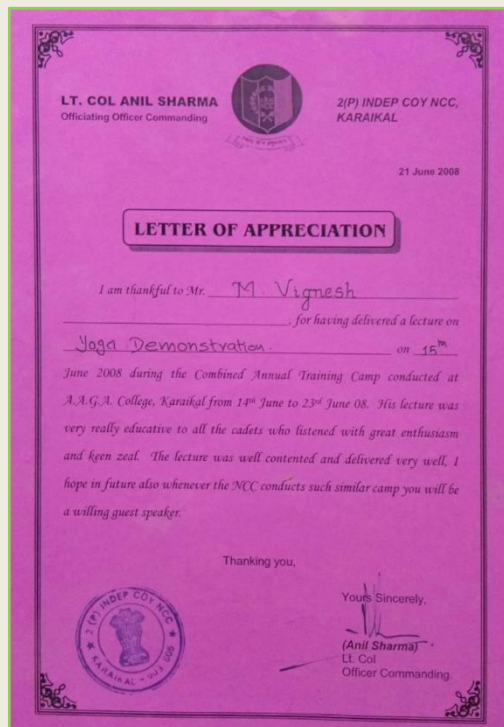 LT. COL ANIL SHARMA
Officiating Officer Commanding
2(P) INDEP COY NCC,
KARAIKAL
21 June 2008
LETTER OF APPRECIATION
I am thankful to Mr. M. Vignesh
, for having delivered a lecture on
Yoga Demonstration. on 15th
June 2008 during the Combined Annual Training Camp conducted at
A.A.G.A. College, Karaikal from 14th June to 23rd June 08. His lecture was
very really educative to all the cadets who listened with great enthusiasm
and keen zeal. The lecture was well contented and delivered very well, I
hope in future also whenever the NCC conducts such similar camp you will be
a willing guest speaker.
Thanking you,
Yours Sincerely,
(Anil Sharma)
Lt. Col
Officer Commanding.
2 (P) INDEP COY NCC
KARAIKAL